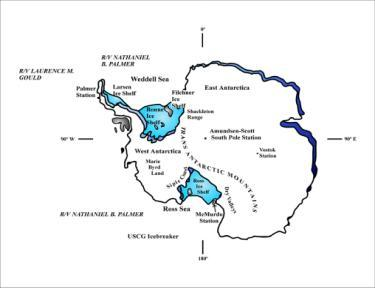 0°
R/V NATHANIEL
B. PALMER
R/V LAURENCE M.
GOULD
Weddell Sea
Palmer
Station
Larsen
Ice Shelf
Filchner
Ice
Shelf
East Antarctica
Ronne
Ice
Shelf
Shackleton
Range
Amundsen-Scott
South Pole Station
90° W
90° E
West Antarctica
Vostok
Station
TRANS ANTARCTIC MOUNTAINS
Marie
Byrd
Land
Siple Coast
Ross
Ice
Shelf
Dry Valleys
R/V NATHANIEL B. PALMER
Ross Sea
McMurdo
Station
USCG Icebreaker
180°